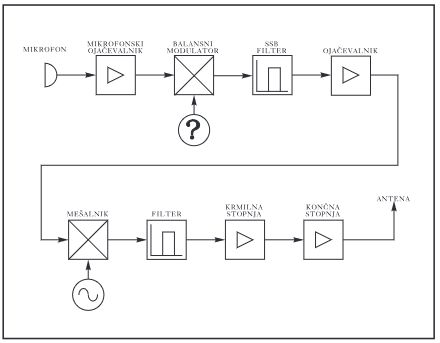 MIKROFON
MIKROFONSKI
OJAČEVALNIK
BALANSNI
MODULATOR
SSB
FILTER
OJAČEVALNIK
?
MEŠALNIK
FILTER
KRMILNA
STOPNJA
KONČNA
STOPNJA
ANTENA